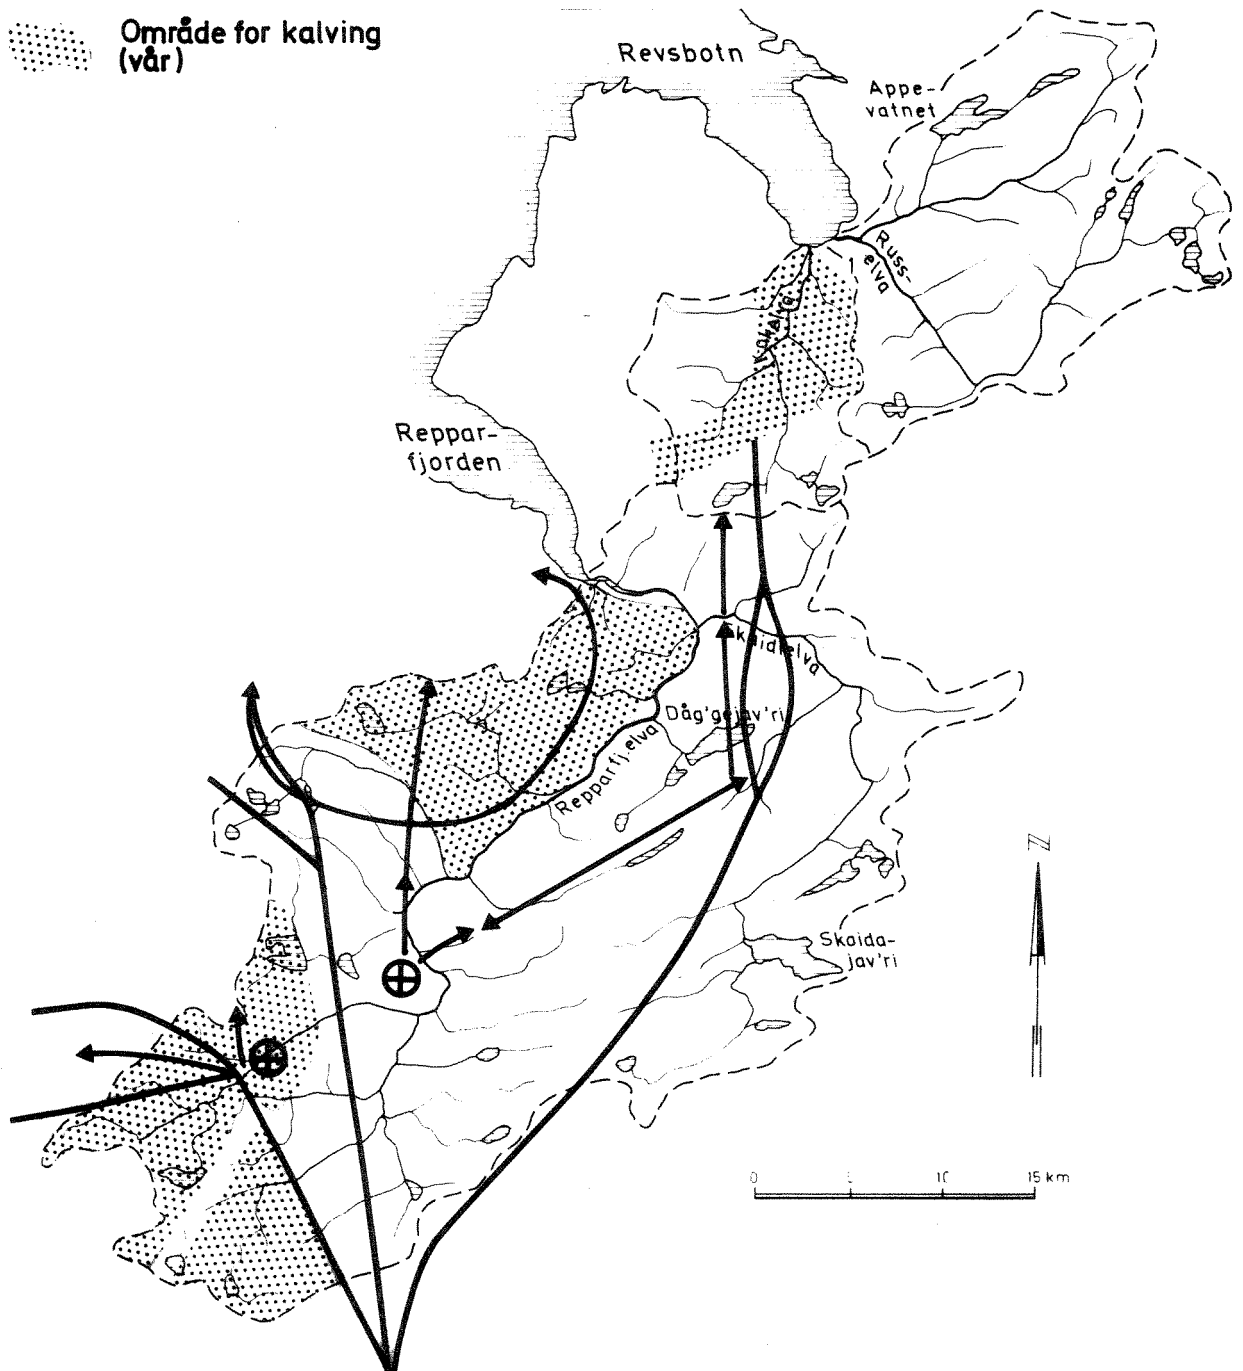 Område for kalving
(vår)
Revsbotn
Appe-
vatnet
Russ-
elva
Reppar-
fjorden
Dåg'gejav'ri
Repparfj.elva
Skaida-
jav'ri
N
0 5 10 15 km